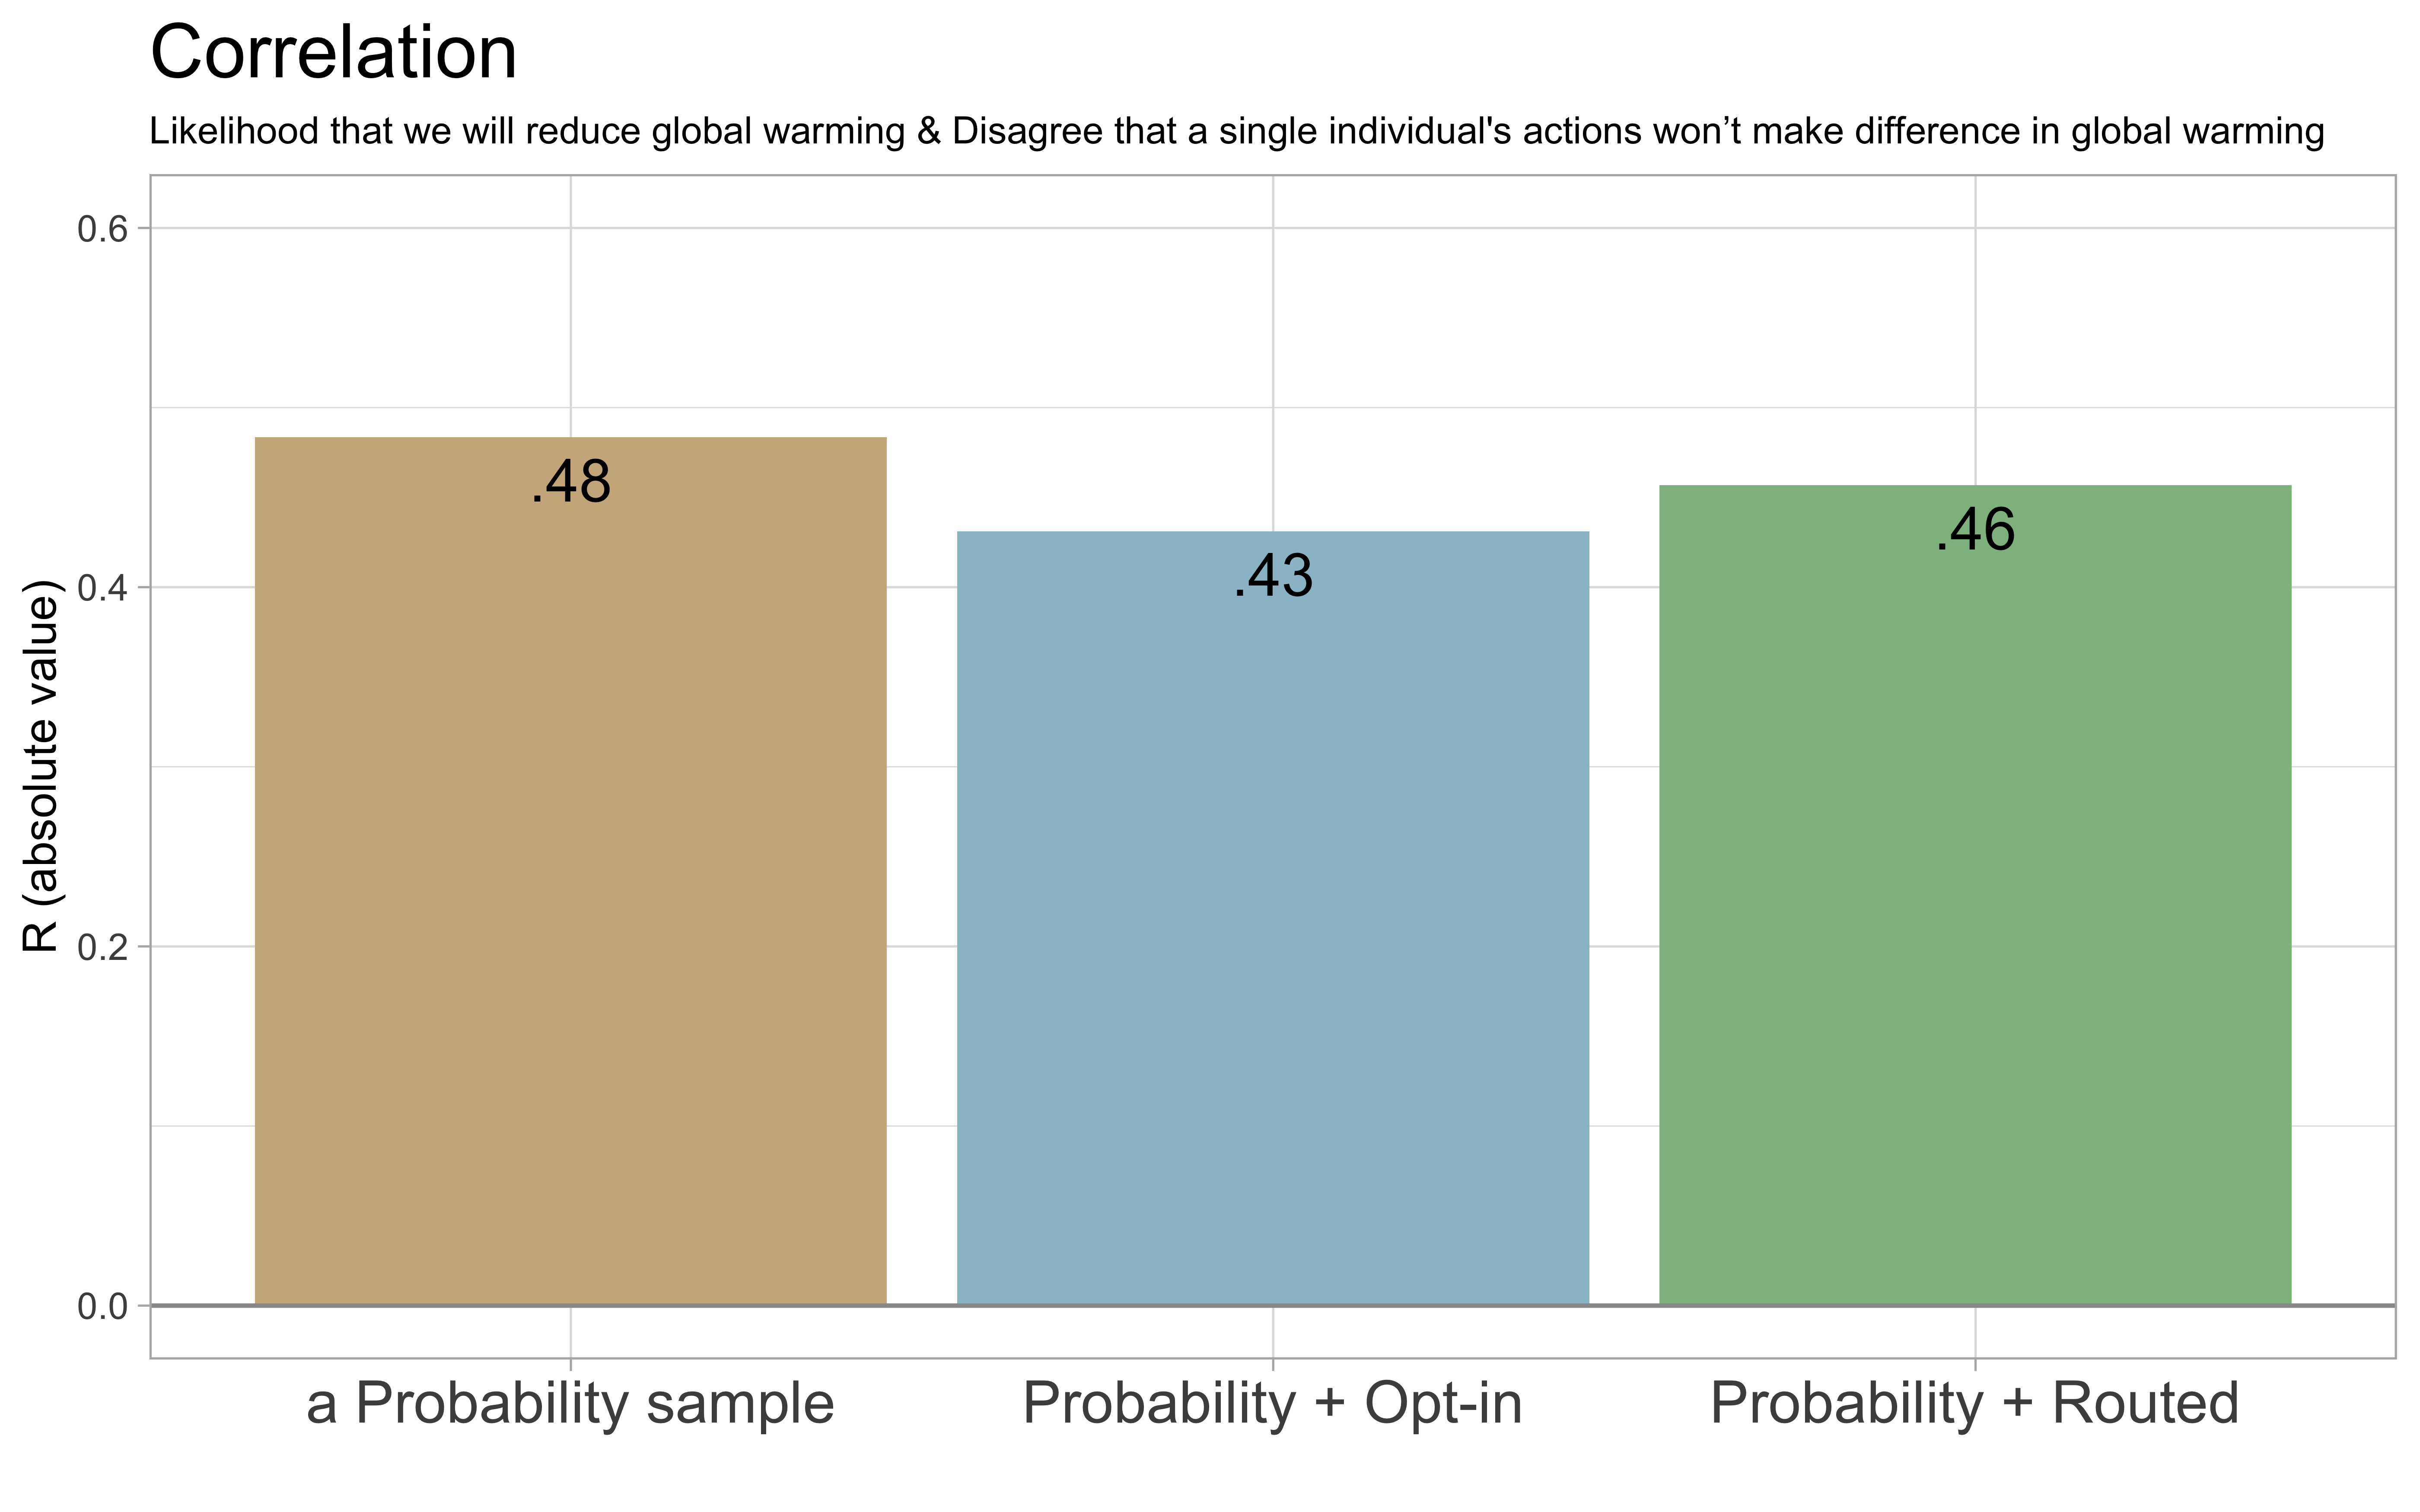 Correlation
Likelihood that we will reduce global warming & Disagree that a single individual's actions won’t make difference in global warming
0.6
0.4
0.2
0.0
R (absolute value)
.48
.43
.46
a Probability sample
Probability + Opt-in
Probability + Routed